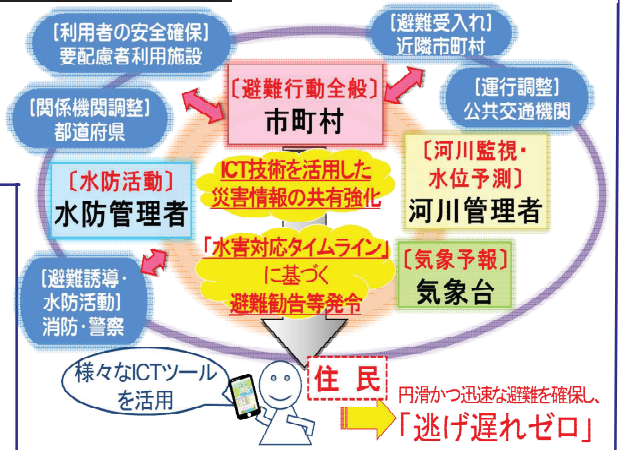 ［利用者の安全確保］
要配慮者利用施設
［避難受入れ］
近隣市町村
［関係機関調整］
都道府県
［避難行動全般］
市町村
［運行調整］
公共交通機関
［水防活動］
水防管理者
ICT技術を活用した
災害情報の共有強化
［河川監視・
水位予測］
河川管理者
「水害対応タイムライン」
に基づく
避難勧告等発令
［気象予報］
気象台
［避難誘導・
水防活動］
消防・警察
様々なICTツール
を活用
住 民
円滑かつ迅速な避難を確保し、
「逃げ遅れゼロ」